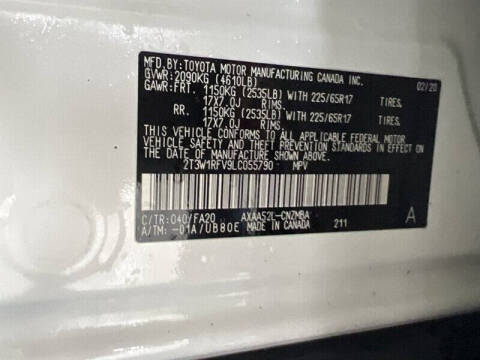 MFD.BY:TOYOTA MOTOR MANUFACTURING CANADA INC.
GVWR:2090KG (4610LB) 02/20
GAWR:FRT. 1150KG (2535LB) WITH 225/65R17 TIRES,
17X7.0J RIMS,
RR. 1150KG (2535LB) WITH 225/65R17 TIRES,
17X7.0J RIMS,
THIS VEHICLE CONFORMS TO ALL APPLICABLE FEDERAL MOTOR
VEHICLE SAFETY AND THEFT PREVENTION STANDARDS IN EFFECT
ON THE DATE OF MANUFACTURE SHOWN ABOVE.
2T3W1RFV9LC055790 MPV
C/TR:040/FA20 AXAA52L-CNZMBA A
A/TM:-01A/UB80E MADE IN CANADA 211